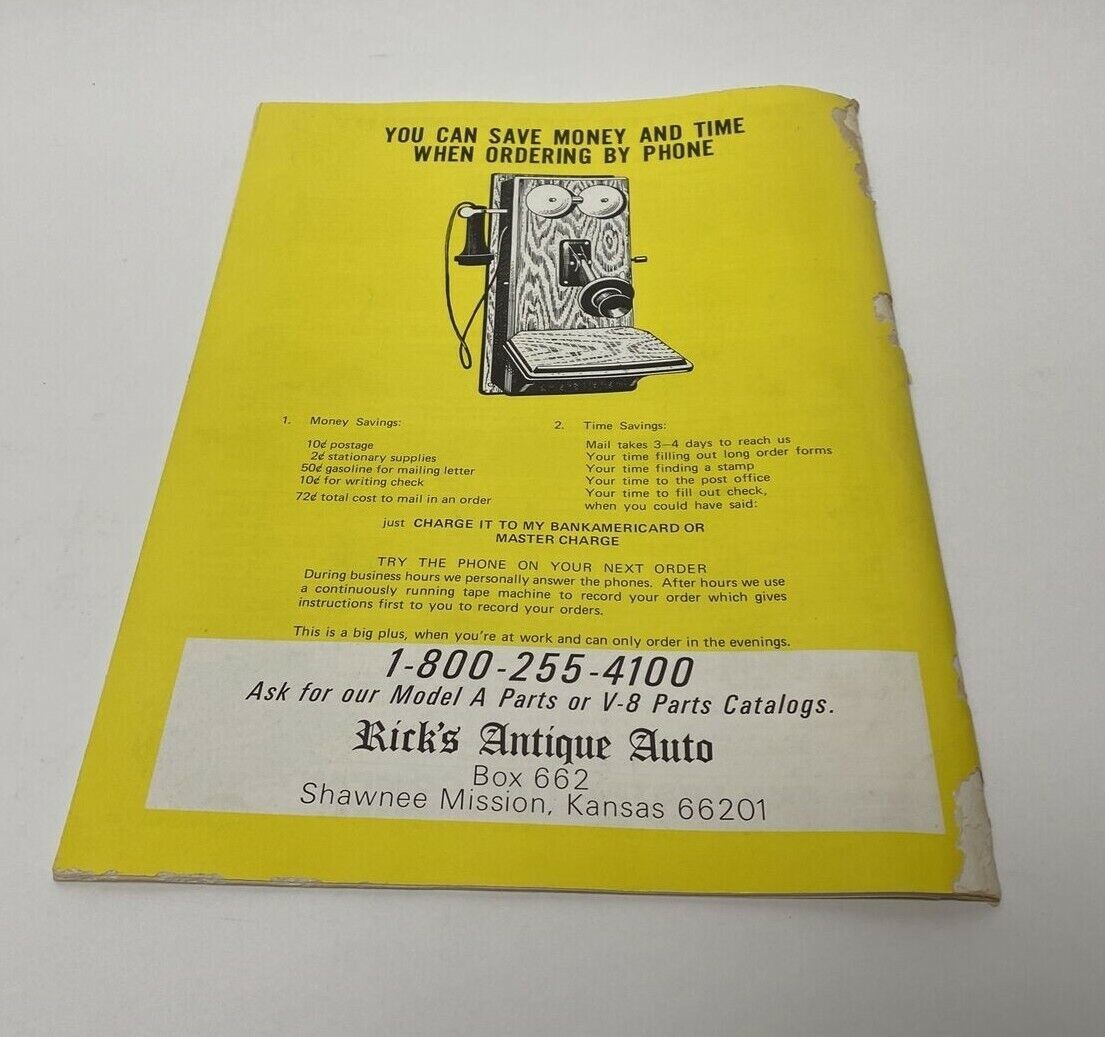 YOU CAN SAVE MONEY AND TIME
WHEN ORDERING BY PHONE
1. Money Savings:
10¢ postage
2¢ stationary supplies
50¢ gasoline for mailing letter
10¢ for writing check
72¢ total cost to mail in an order
2. Time Savings:
Mail takes 3–4 days to reach us
Your time filling out long order forms
Your time finding a stamp
Your time to the post office
Your time to fill out check,
when you could have said:
just CHARGE IT TO MY BANKAMERICARD OR
MASTER CHARGE
TRY THE PHONE ON YOUR NEXT ORDER
During business hours we personally answer the phones. After hours we use
a continuously running tape machine to record your order which gives
instructions first to you to record your orders.
This is a big plus, when you're at work and can only order in the evenings.
1-800-255-4100
Ask for our Model A Parts or V-8 Parts Catalogs.
Rick's Antique Auto
Box 662
Shawnee Mission, Kansas 66201